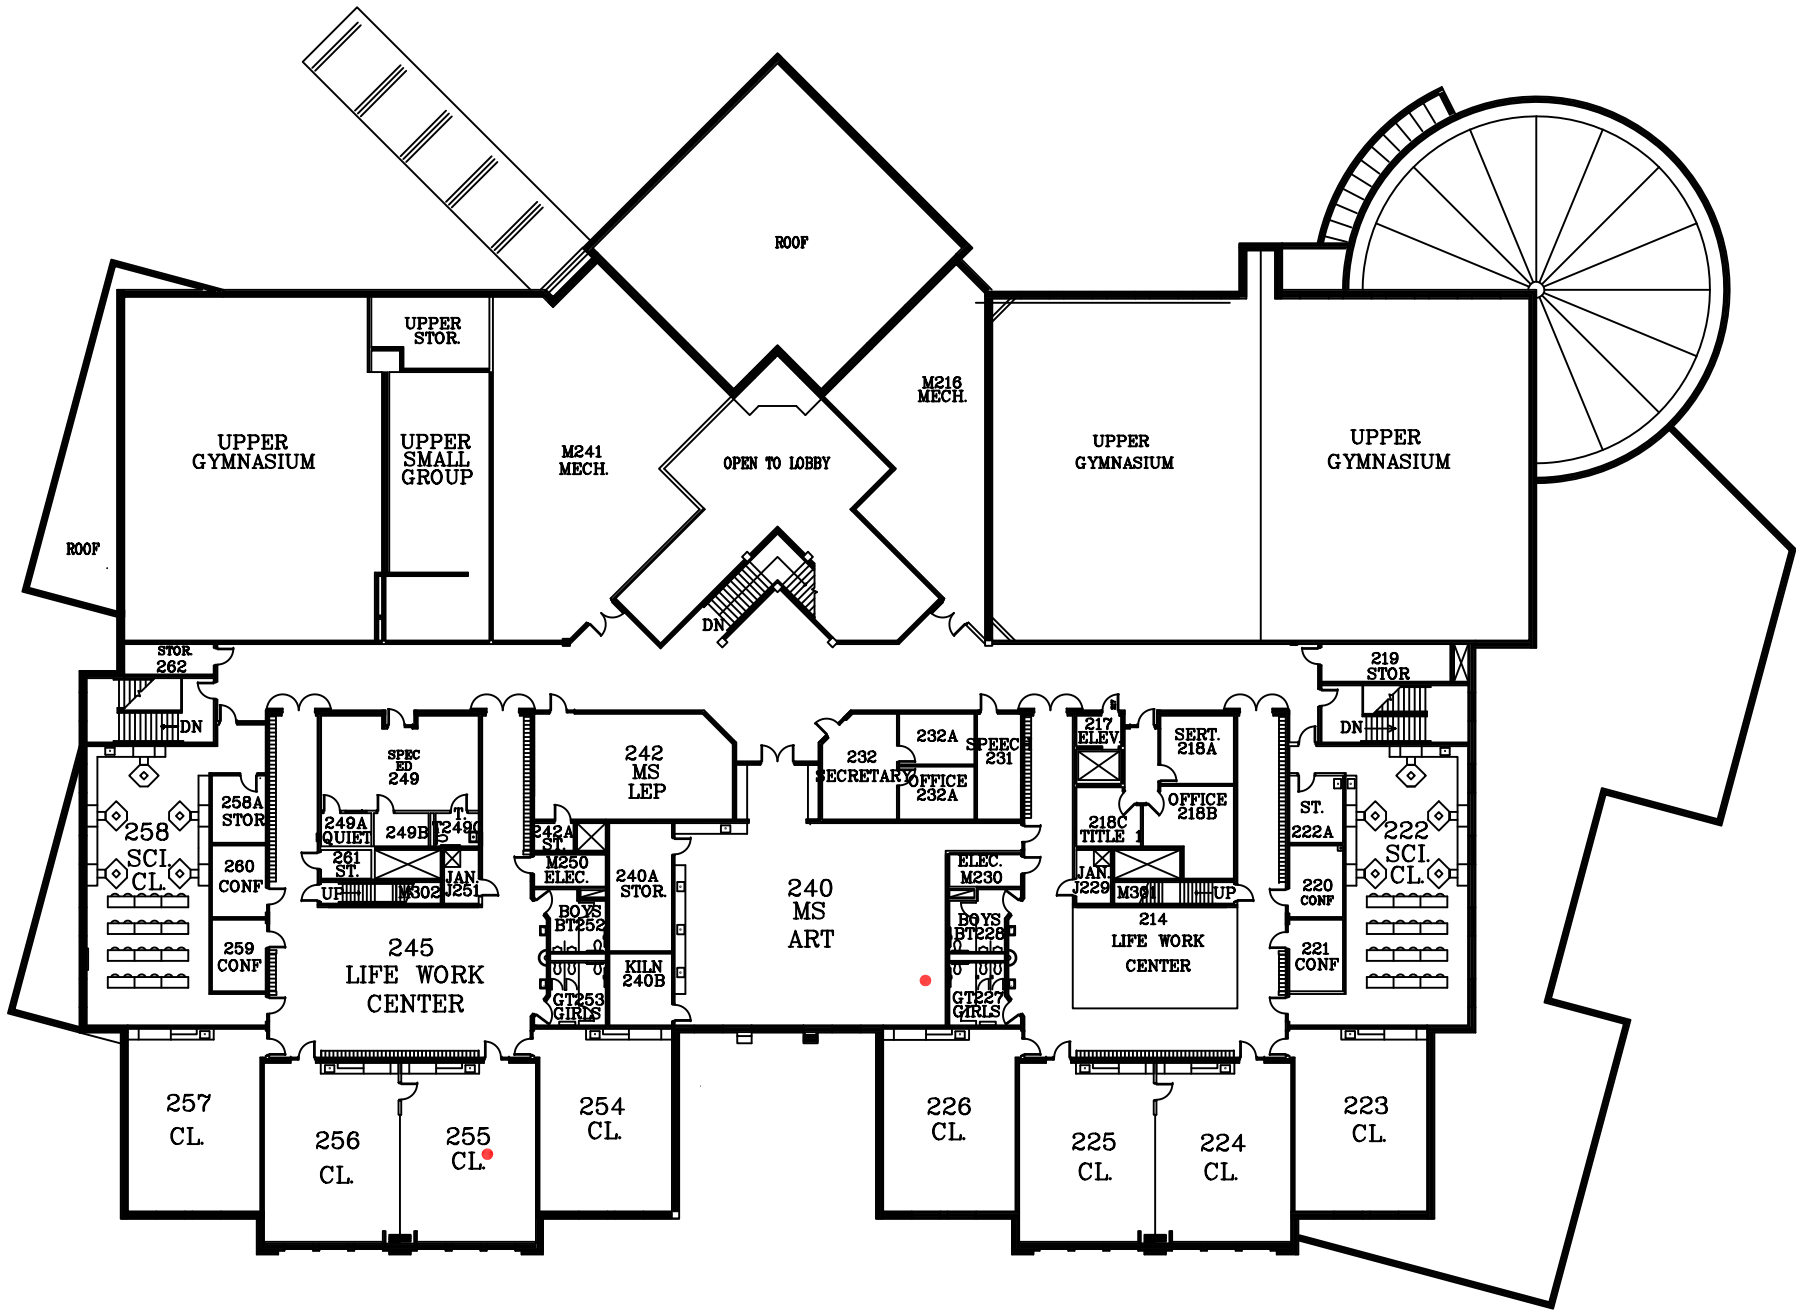 ROOF
UPPER
STOR.
M216
MECH.
UPPER
GYMNASIUM
UPPER
SMALL
GROUP
M241
MECH.
OPEN TO LOBBY
UPPER
GYMNASIUM
UPPER
GYMNASIUM
ROOF
DN
STOR.
262
219
STOR
DN
DN
SPEC
ED
249
242
MS
LEP
232
SECRETARY
232A
OFFICE
232A
SPEECH
231
217
ELEV.
SERT.
218A
OFFICE
218B
218C
TITLE 1
258
SCI.
CL.
258A
STOR
260
CONF
259
CONF
249A
QUIET
249B
T.
T249C
261
ST.
UP
M302
JAN.
J251
242A
ST.
M250
ELEC.
240A
STOR.
BOYS
BT252
GT253
GIRLS
KILN
240B
245
LIFE WORK
CENTER
240
MS
ART
ELEC.
M230
BOYS
BT228
GT227
GIRLS
JAN.
J229
M301
UP
214
LIFE WORK
CENTER
ST.
222A
220
CONF
221
CONF
222
SCI.
CL.
257
CL.
256
CL.
255
CL.
254
CL.
226
CL.
225
CL.
224
CL.
223
CL.